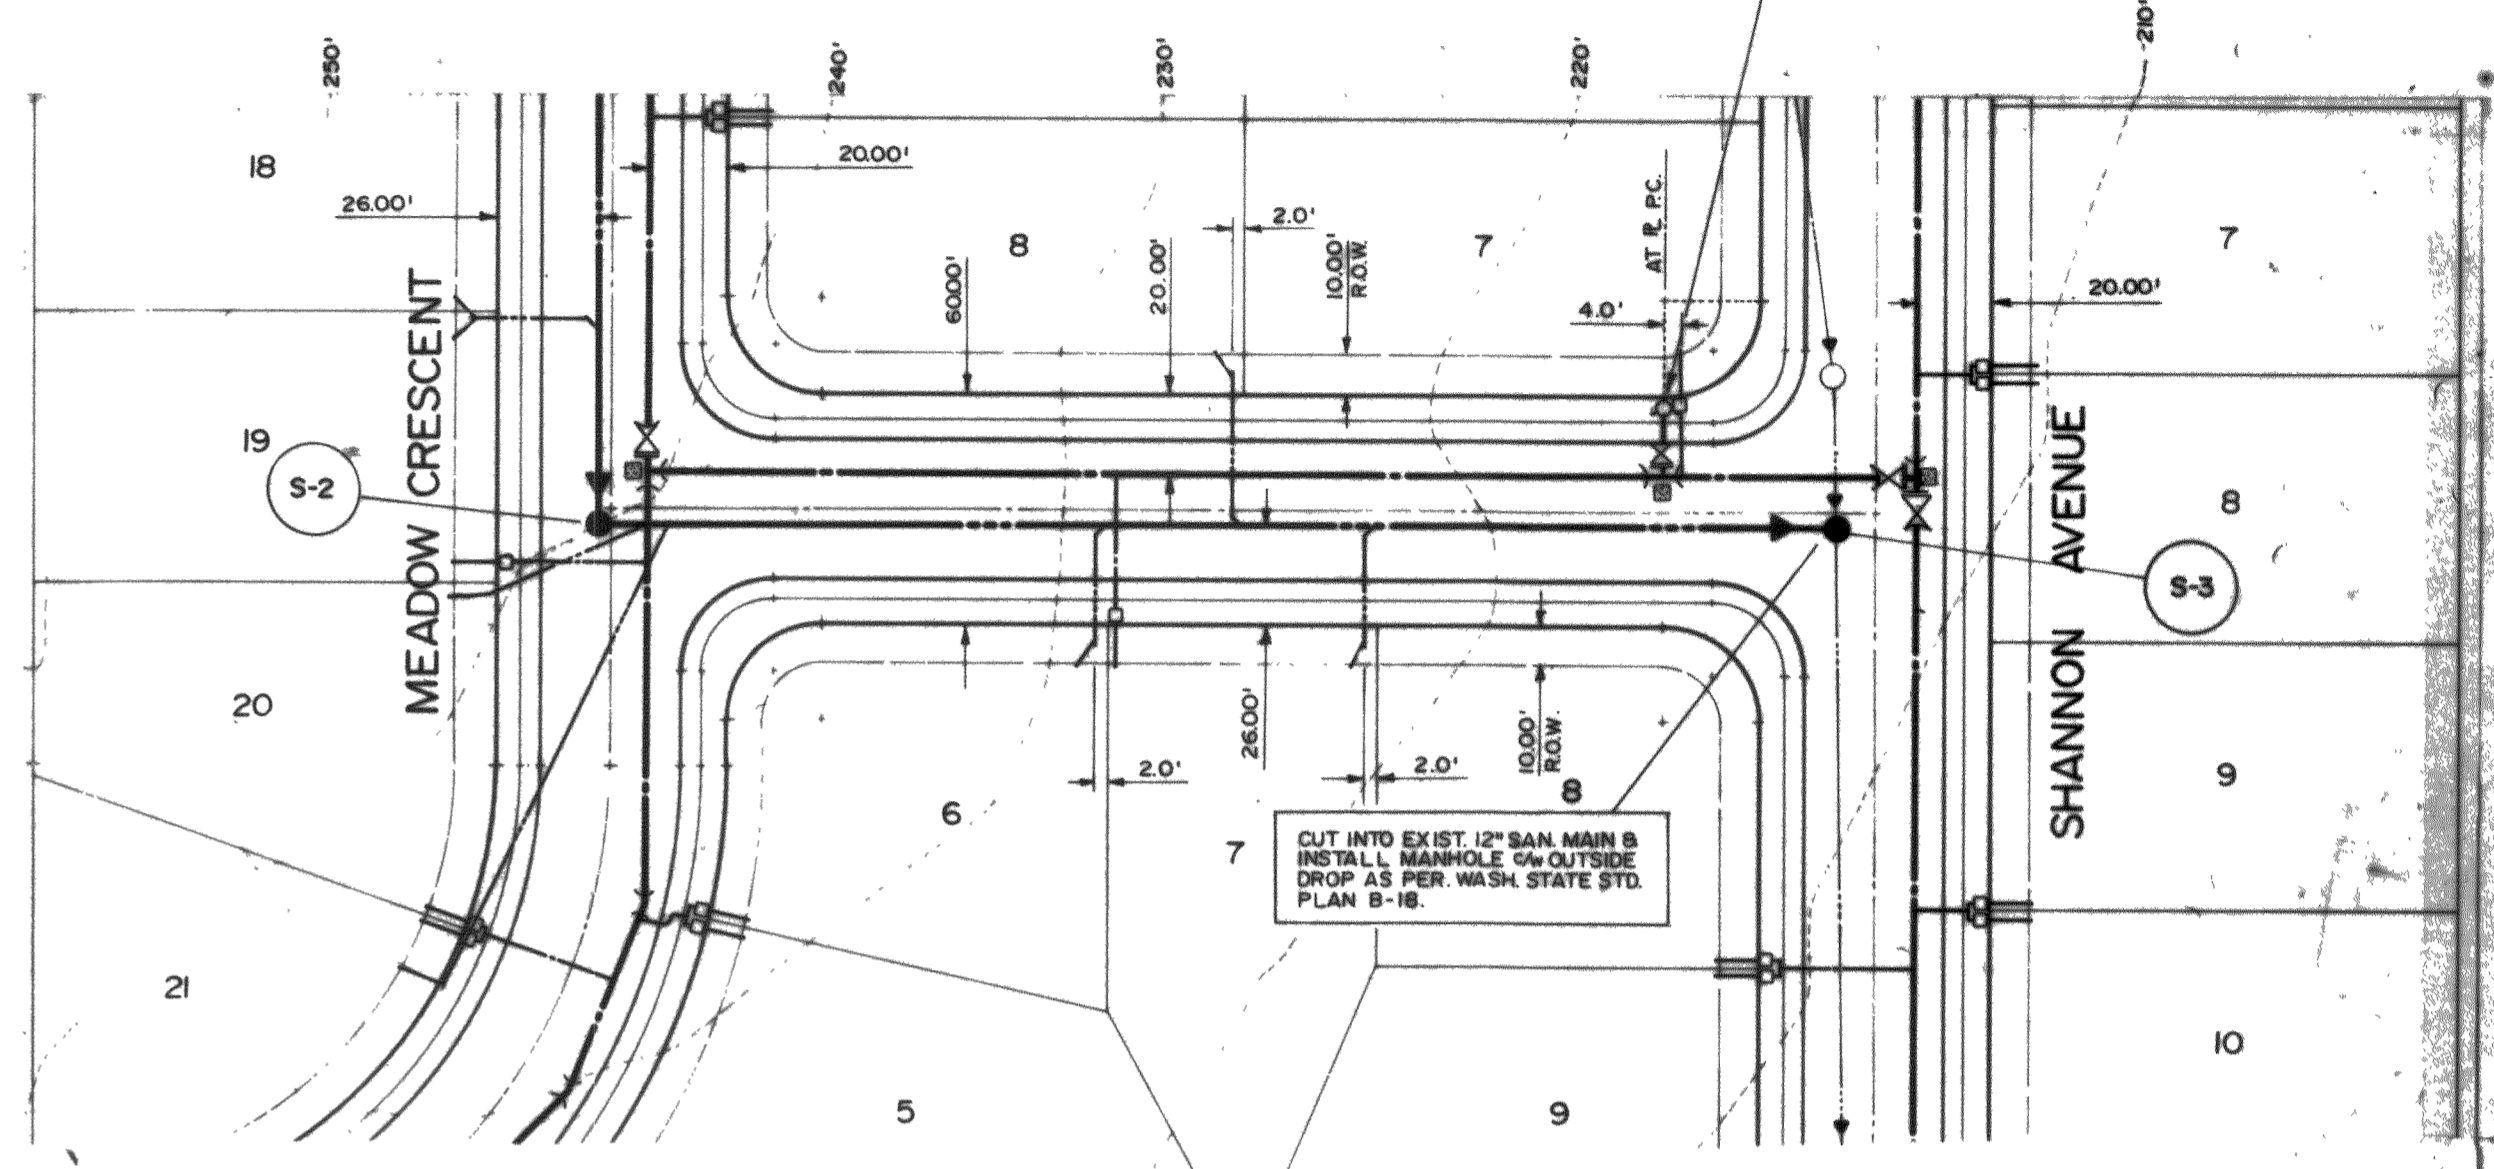 250'
240'
230'
220'
210'
18
20.00'
26.00'
8
2.0'
7
AT ℞ P.C.
7
60.00'
20.00'
10.00'
R.O.W.
4.0'
20.00'
MEADOW CRESCENT
19
S-2
SHANNON AVENUE
8
S-3
20
26.00'
10.00'
R.O.W.
2.0'
2.0'
8
9
6
7
CUT INTO EXIST. 12" SAN. MAIN &
INSTALL MANHOLE C/W OUTSIDE
DROP AS PER. WASH. STATE STD.
PLAN B-18.
21
10
5
9